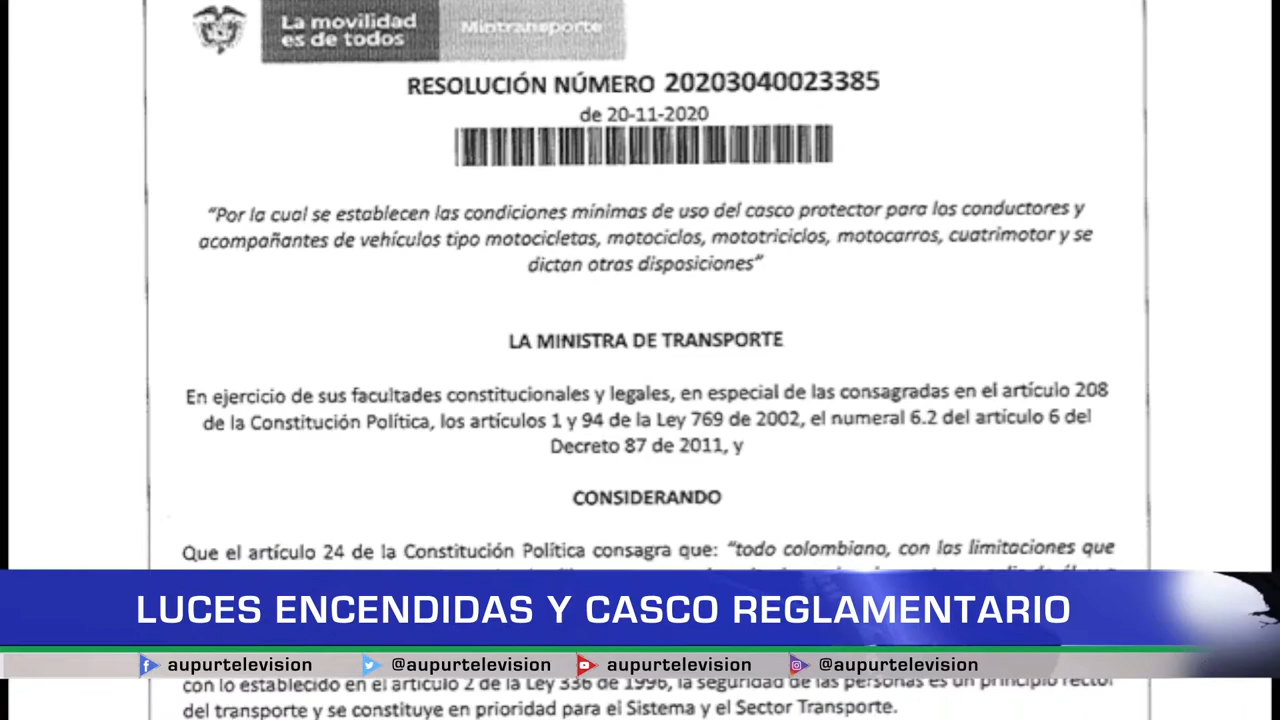 La movilidad
es de todos
Mintransporte
RESOLUCIÓN NÚMERO 20203040023385
de 20-11-2020
“Por la cual se establecen las condiciones mínimas de uso del casco protector para los conductores y
acompañantes de vehículos tipo motocicletas, motociclos, mototriciclos, motocarros, cuatrimotor y se
dictan otras disposiciones”
LA MINISTRA DE TRANSPORTE
En ejercicio de sus facultades constitucionales y legales, en especial de las consagradas en el artículo 208
de la Constitución Política, los artículos 1 y 94 de la Ley 769 de 2002, el numeral 6.2 del artículo 6 del
Decreto 87 de 2011, y
CONSIDERANDO
Que el artículo 24 de la Constitución Política consagra que: “todo colombiano, con las limitaciones que
LUCES ENCENDIDAS Y CASCO REGLAMENTARIO
aupurtelevision @aupurtelevision aupurtelevision @aupurtelevision
con lo establecido en el artículo 2 de la Ley 336 de 1996, la seguridad de las personas es un principio rector
del transporte y se constituye en prioridad para el Sistema y el Sector Transporte.